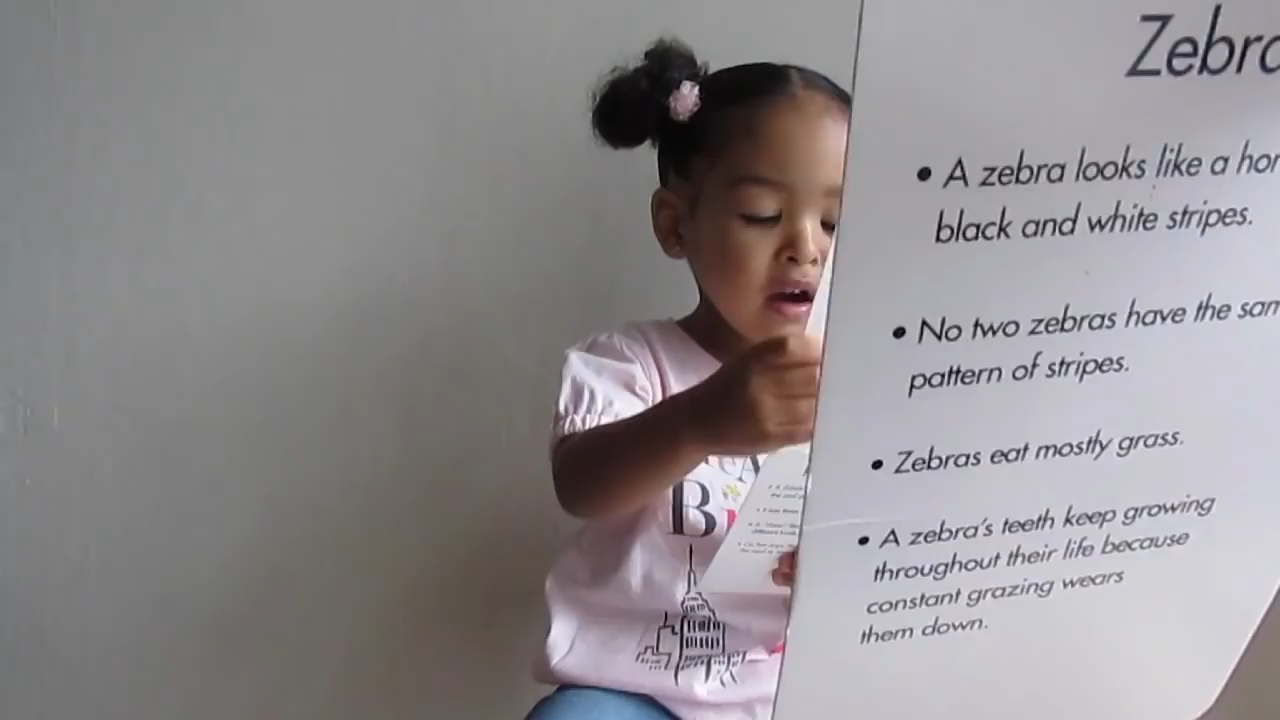 Zebra
• A zebra looks like a hor
black and white stripes.
• No two zebras have the sam
pattern of stripes.
• Zebras eat mostly grass.
• A zebra's teeth keep growing
throughout their life because
constant grazing wears
them down.
B